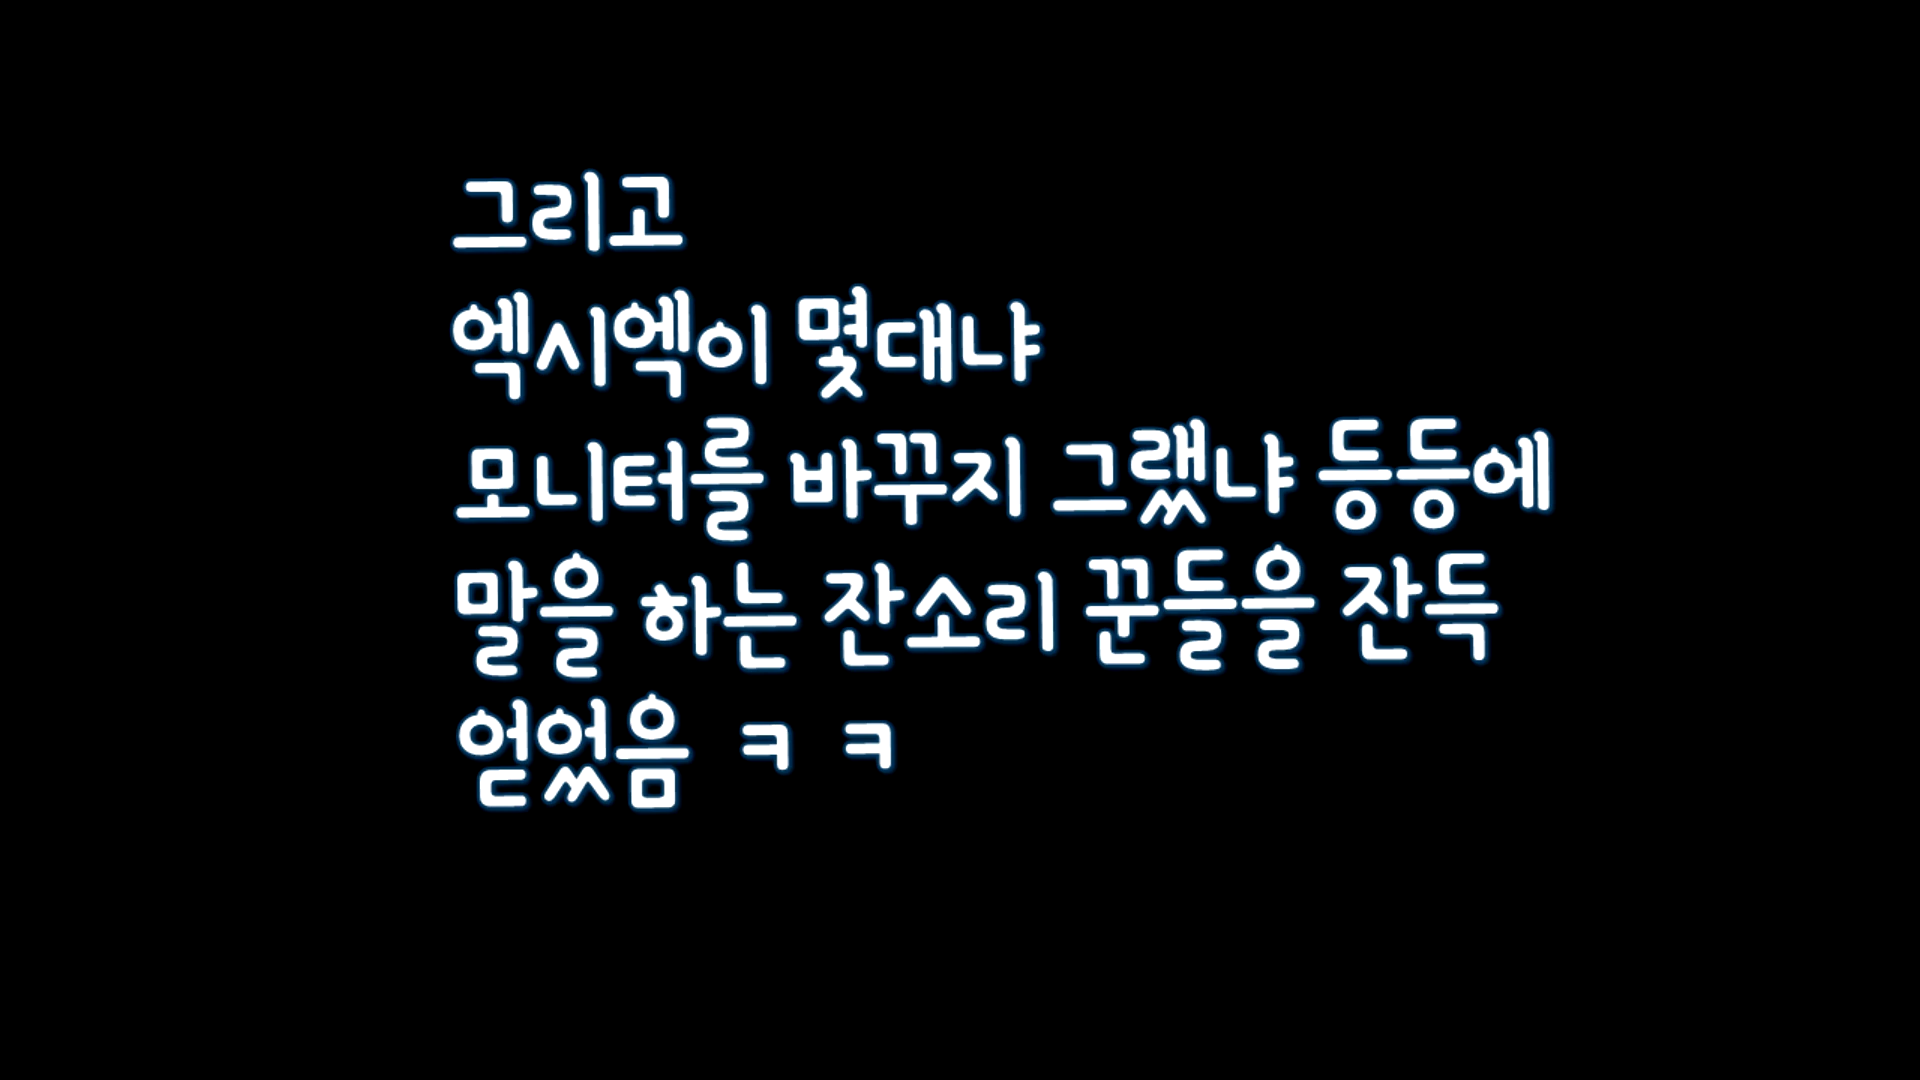 그리고
엑시엑이 몇대냐
모니터를 바꾸지 그랬냐 등등에
말을 하는 잔소리 꾼들을 잔득
얻었음 ㅋ ㅋ